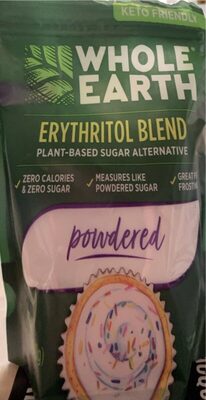 KETO FRIENDLY
WHOLE
EARTH
ERYTHRITOL BLEND
PLANT-BASED SUGAR ALTERNATIVE
ZERO CALORIES MEASURES LIKE GREAT
& ZERO SUGAR POWDERED SUGAR FROSTIN
powdered